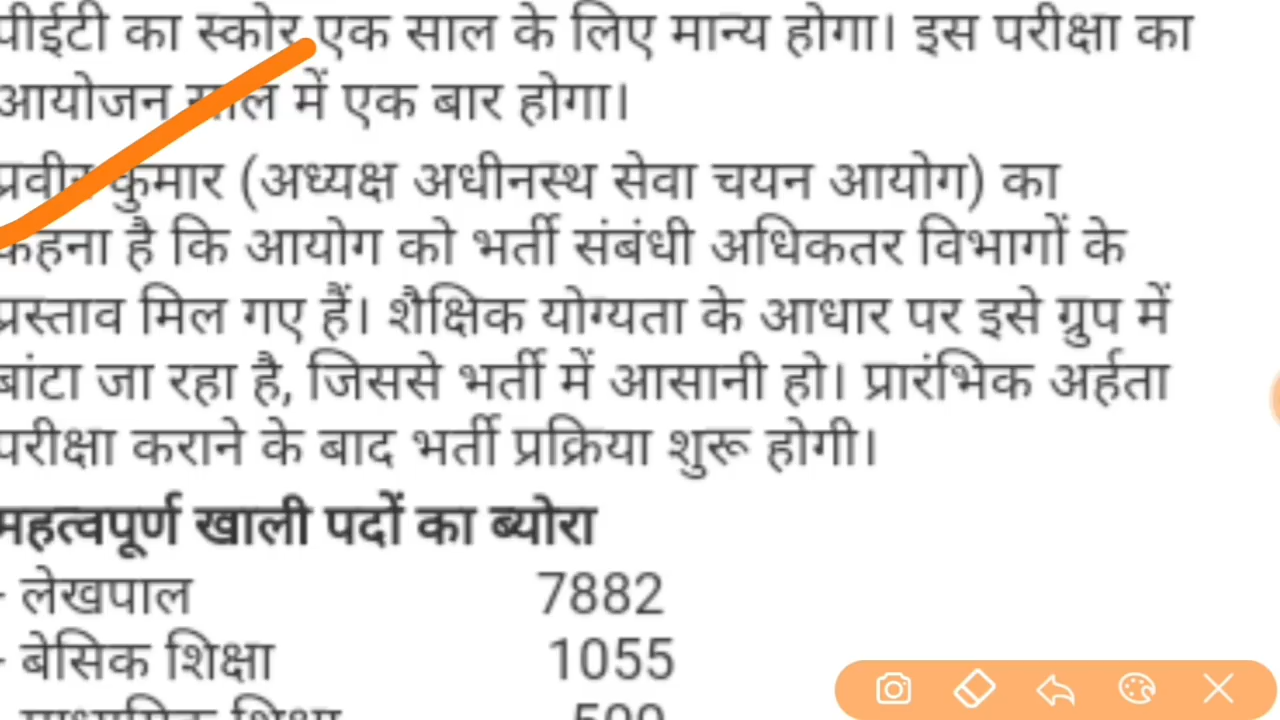 पीईटी का स्कोर एक साल के लिए मान्य होगा। इस परीक्षा का
आयोजन साल में एक बार होगा।
प्रवीर कुमार (अध्यक्ष अधीनस्थ सेवा चयन आयोग) का
कहना है कि आयोग को भर्ती संबंधी अधिकतर विभागों के
प्रस्ताव मिल गए हैं। शैक्षिक योग्यता के आधार पर इसे ग्रुप में
बांटा जा रहा है, जिससे भर्ती में आसानी हो। प्रारंभिक अर्हता
परीक्षा कराने के बाद भर्ती प्रक्रिया शुरू होगी।
महत्वपूर्ण खाली पदों का ब्योरा
- लेखपाल 7882
- बेसिक शिक्षा 1055